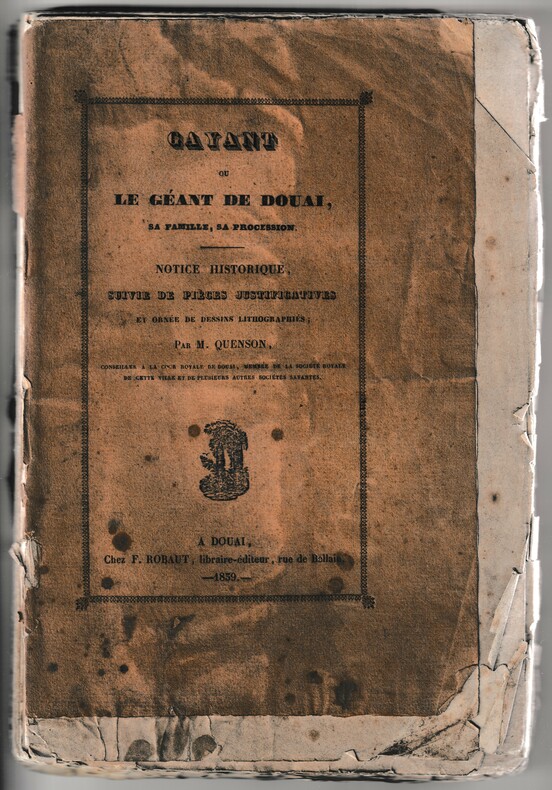 GAYANT
OU
LE GÉANT DE DOUAI,
SA FAMILLE, SA PROCESSION.
NOTICE HISTORIQUE,
SUIVIE DE PIÈCES JUSTIFICATIVES
ET ORNÉE DE DESSINS LITHOGRAPHIÉS;
PAR M. QUENSON,
CONSEILLER A LA COUR ROYALE DE DOUAI, MEMBRE DE LA SOCIÉTÉ ROYALE
DE CETTE VILLE ET DE PLUSIEURS AUTRES SOCIÉTÉS SAVANTES.
A DOUAI,
Chez F. ROBAUT, libraire-éditeur, rue de Bellain.
—1839.—